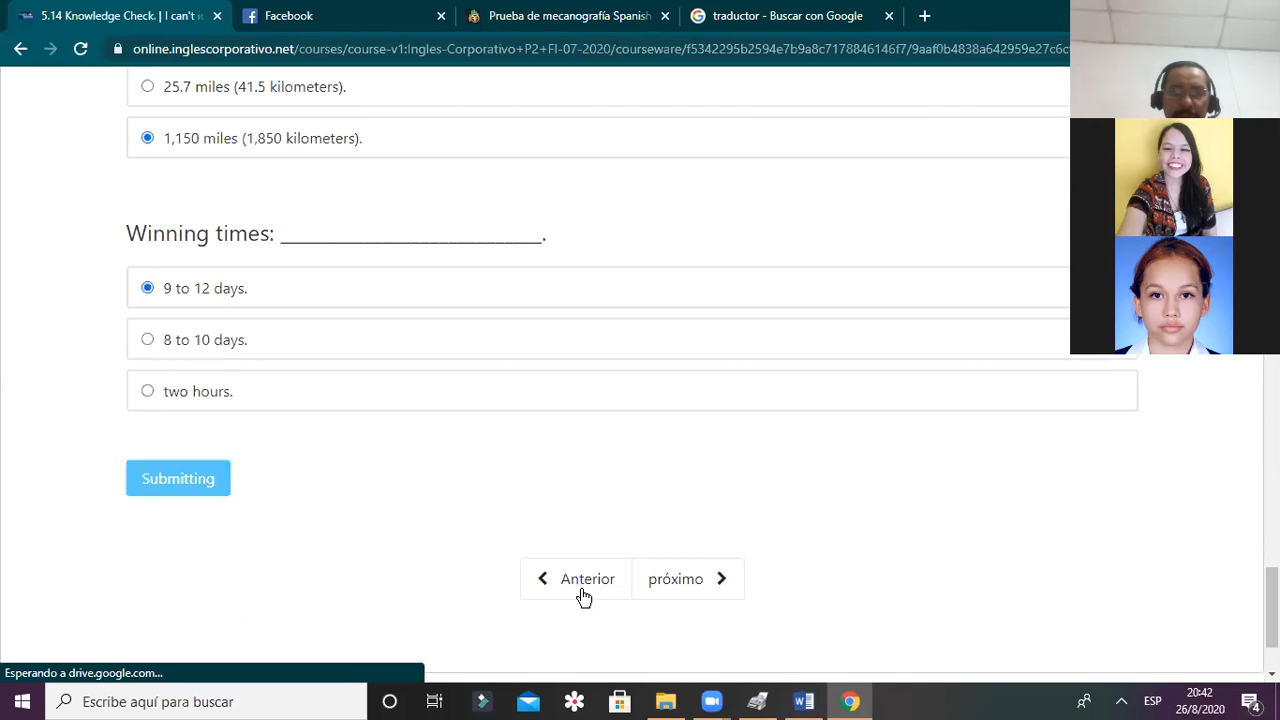 5.14 Knowledge Check. | I can't is
Facebook
Prueba de mecanografía Spanish
traductor - Buscar con Google
online.inglescorporativo.net/courses/course-v1:Ingles-Corporativo+P2+FI-07-2020/courseware/f5342295b2594e7b9a8c7178846146f7/9aaf0b4838a642959e27c6c
25.7 miles (41.5 kilometers).
1,150 miles (1,850 kilometers).
Winning times: __________________________.
9 to 12 days.
8 to 10 days.
two hours.
Submitting
Anterior
próximo
Esperando a drive.google.com...
Escribe aquí para buscar
ESP
20:42
26/8/2020
4